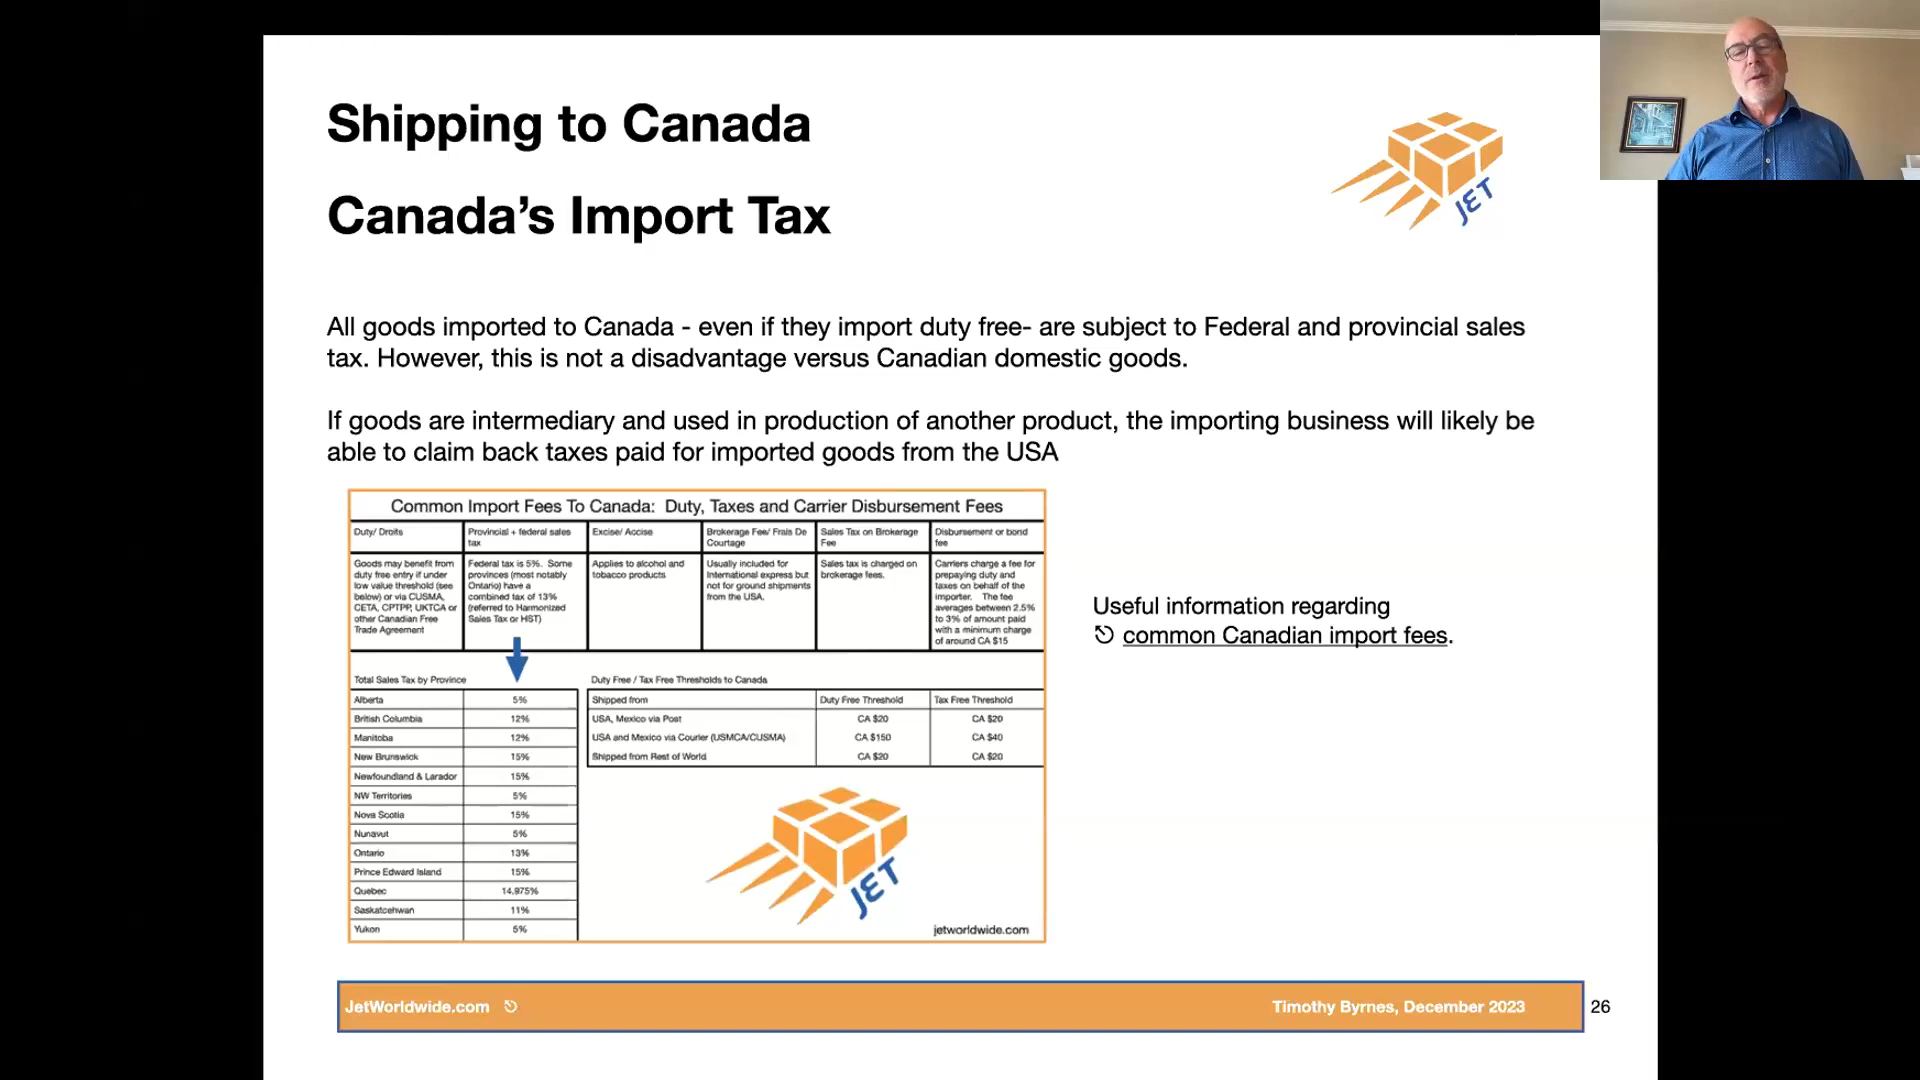 Shipping to Canada
Canada’s Import Tax
JET
All goods imported to Canada - even if they import duty free- are subject to Federal and provincial sales
tax. However, this is not a disadvantage versus Canadian domestic goods.
If goods are intermediary and used in production of another product, the importing business will likely be
able to claim back taxes paid for imported goods from the USA
Common Import Fees To Canada: Duty, Taxes and Carrier Disbursement Fees
Duty/ Droits
Provincial + federal sales
tax
Excise/ Accise
Brokerage Fee/ Frais De
Courtage
Sales Tax on Brokerage
Fee
Disbursement or bond
fee
Goods may benefit from
duty free entry if under
low value threshold (see
below) or via CUSMA,
CETA, CPTPP, UKTCA or
other Canadian Free
Trade Agreement
Federal tax is 5%. Some
provinces (most notably
Ontario) have a
combined tax of 13%
(referred to Harmonized
Sales Tax or HST)
Applies to alcohol and
tobacco products
Usually included for
International express but
not for ground shipments
from the USA.
Sales tax is charged on
brokerage fees.
Carriers charge a fee for
prepaying duty and
taxes on behalf of the
importer. The fee
averages between 2.5%
to 3% of amount paid
with a minimum charge
of around CA $15
Total Sales Tax by Province
Alberta 5%
British Columbia 12%
Manitoba 12%
New Brunswick 15%
Newfoundland & Larador 15%
NW Territories 5%
Nova Scotia 15%
Nunavut 5%
Ontario 13%
Prince Edward Island 15%
Quebec 14.975%
Saskatcehwan 11%
Yukon 5%
Duty Free / Tax Free Thresholds to Canada
Shipped from Duty Free Threshold Tax Free Threshold
USA, Mexico via Post CA $20 CA $20
USA and Mexico via Courier (USMCA/CUSMA) CA $150 CA $40
Shipped from Rest of World CA $20 CA $20
JET
jetworldwide.com
Useful information regarding
common Canadian import fees.
JetWorldwide.com
Timothy Byrnes, December 2023
26